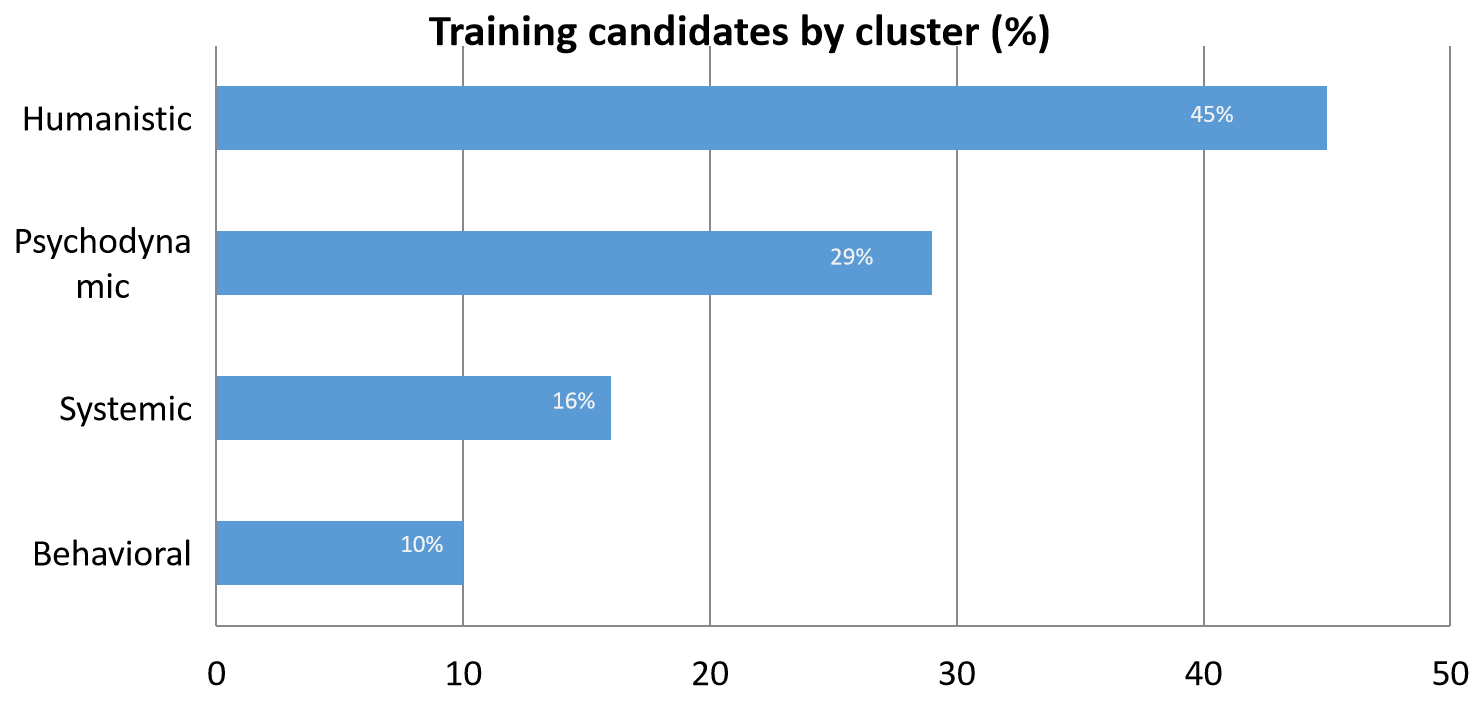 Training candidates by cluster (%)
Humanistic
45%
Psychodyna
mic
29%
Systemic
16%
Behavioral
10%
0 10 20 30 40 50